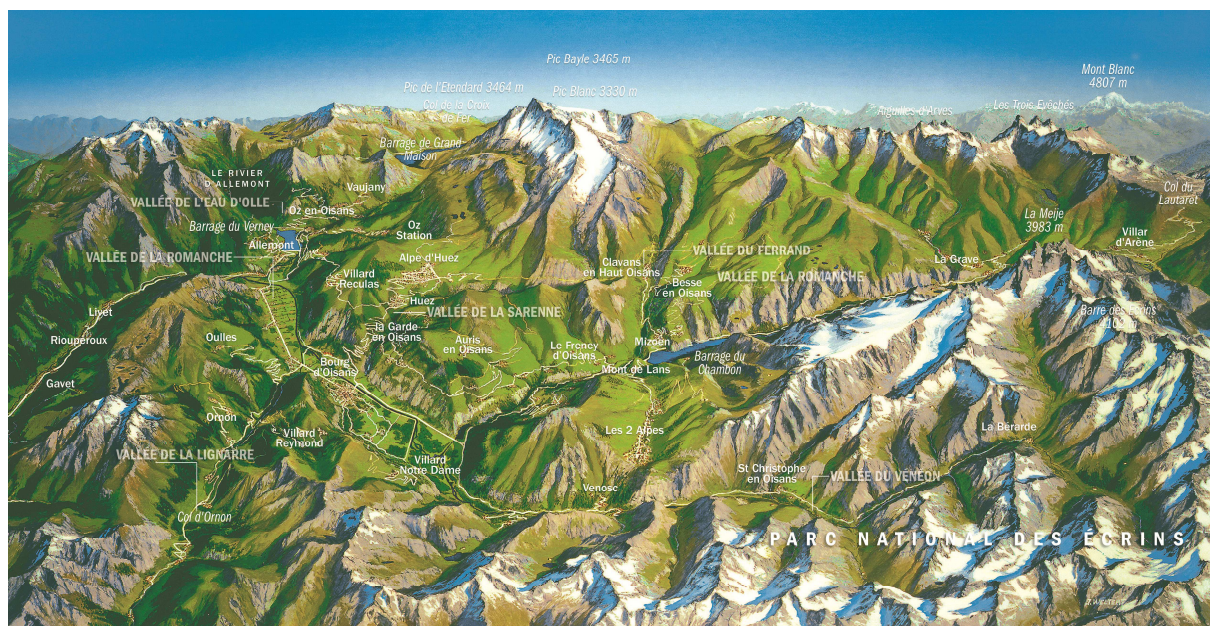 Pic Bayle 3465 m
Mont Blanc
4807 m
Pic de l'Etendard 3464 m
Pic Blanc 3330 m
Col de la Croix
de Fer
Aiguilles d'Arves
Les Trois Evêchés
Barrage de Grand
Maison
LE RIVIER
D'ALLEMONT
Vaujany
Col du
Lautaret
VALLÉE DE L'EAU D'OLLE
Oz en Oisans
La Meije
3983 m
Barrage du Verney
Oz
Station
Villar
d'Arène
Allemont
VALLÉE DU FERRAND
VALLÉE DE LA ROMANCHE
Alpe d'Huez
Clavans
en Haut Oisans
La Grave
Villard
Reculas
VALLÉE DE LA ROMANCHE
Besse
en Oisans
Huez
VALLÉE DE LA SARENNE
Livet
Barre des Ecrins
la Garde
en Oisans
Rioupéroux
Oulles
Auris
en Oisans
Le Freney
d'Oisans
Mizoën
Barrage du
Chambon
Bourg
d'Oisans
Mont de Lans
Gavet
Ornon
Villard
Reymond
Les 2 Alpes
La Bérarde
VALLÉE DE LA LIGNARRE
Villard
Notre Dame
St Christophe
en Oisans
VALLÉE DU VÉNÉON
Venosc
Col d'Ornon
PARC NATIONAL DES ÉCRINS